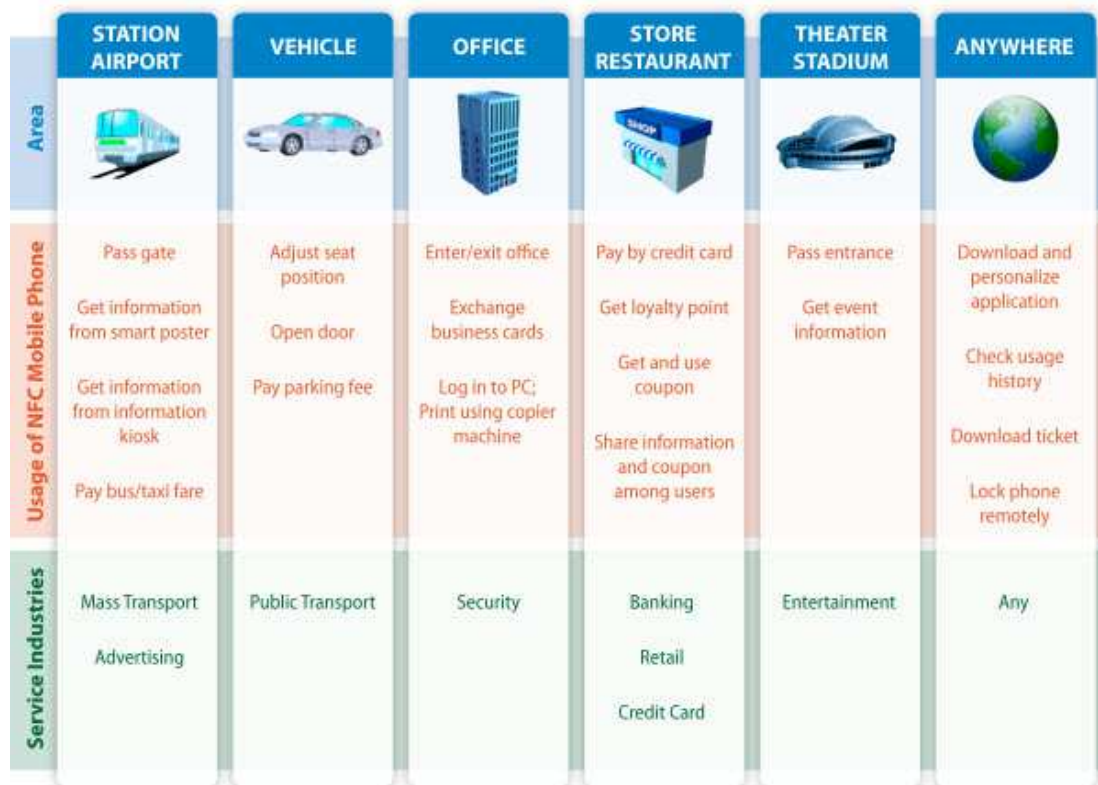 STATION
AIRPORT
VEHICLE
OFFICE
STORE
RESTAURANT
THEATER
STADIUM
ANYWHERE
Area
SHOP
Usage of NFC Mobile Phone
Pass gate
Get information
from smart poster
Get information
from information
kiosk
Pay bus/taxi fare
Adjust seat
position
Open door
Pay parking fee
Enter/exit office
Exchange
business cards
Log in to PC;
Print using copier
machine
Pay by credit card
Get loyalty point
Get and use
coupon
Share information
and coupon
among users
Pass entrance
Get event
information
Download and
personalize
application
Check usage
history
Download ticket
Lock phone
remotely
Service Industries
Mass Transport
Advertising
Public Transport
Security
Banking
Retail
Credit Card
Entertainment
Any